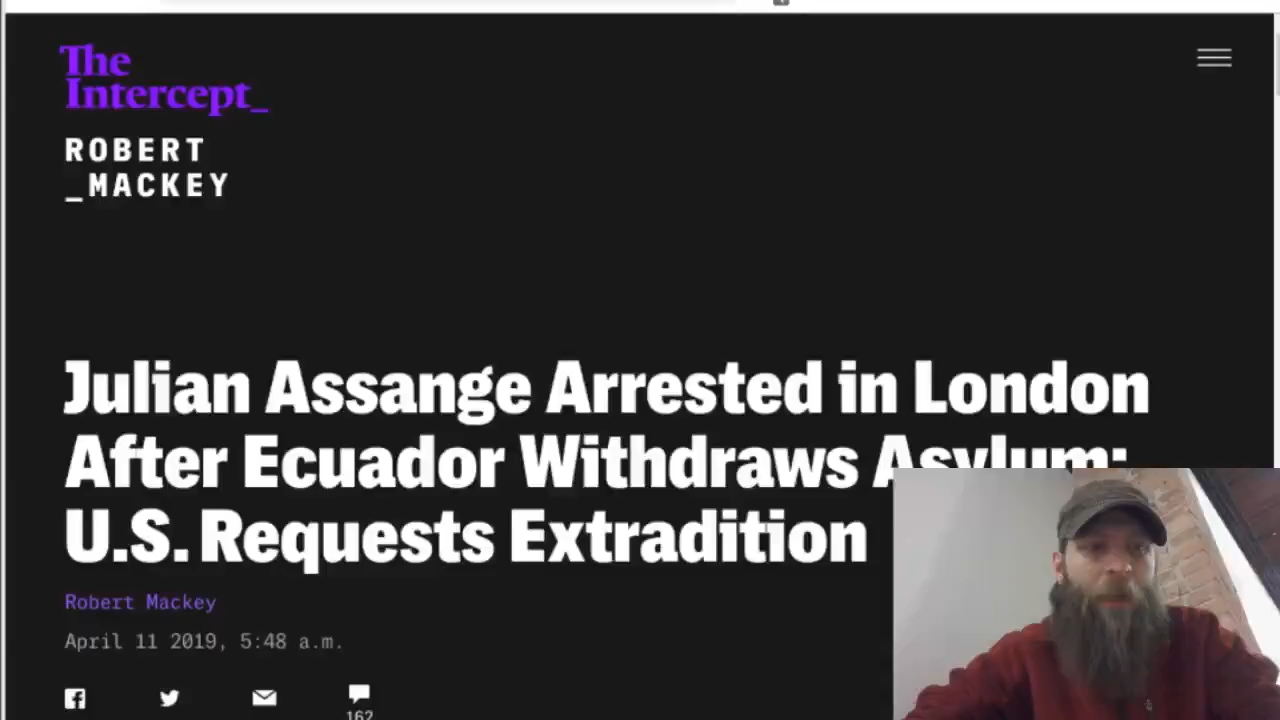 The
Intercept_
ROBERT
_MACKEY
Julian Assange Arrested in London
After Ecuador Withdraws Asylum;
U.S. Requests Extradition
Robert Mackey
April 11 2019, 5:48 a.m.
162